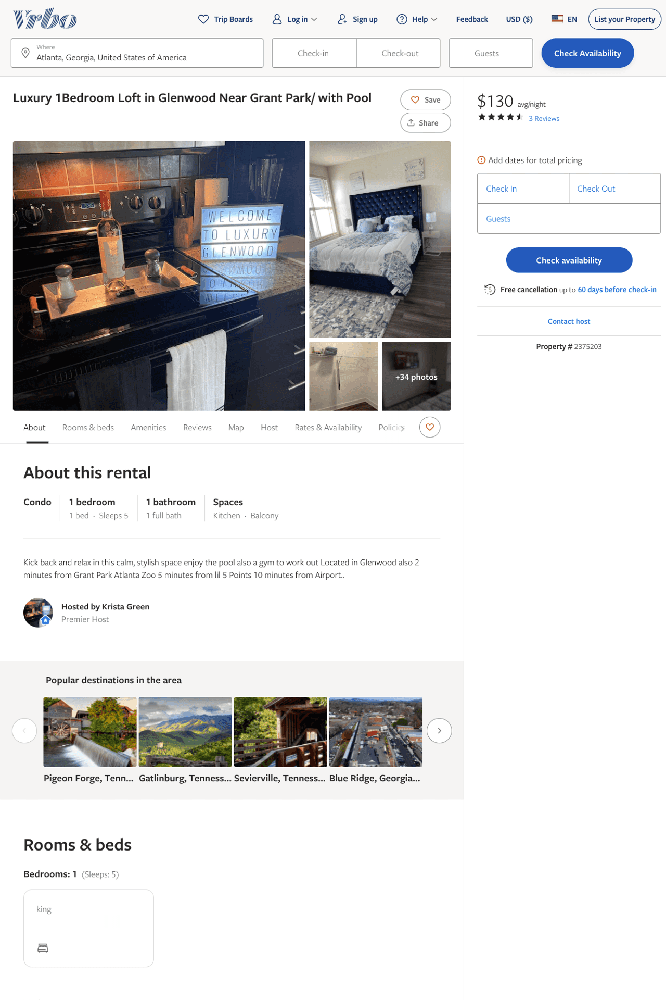 Vrbo
Trip Boards
Log in
Sign up
Help
Feedback
USD ($)
EN
List your Property
Where
Atlanta, Georgia, United States of America
Check-in
Check-out
Guests
Check Availability
Luxury 1Bedroom Loft in Glenwood Near Grant Park/ with Pool
Save
Share
WELCOME
TO LUXURY
GLENWOOD
+34 photos
$130 avg/night
3 Reviews
Add dates for total pricing
Check In
Check Out
Guests
Check availability
Free cancellation up to 60 days before check-in
Contact host
Property # 2375203
About
Rooms & beds
Amenities
Reviews
Map
Host
Rates & Availability
Policies
About this rental
Condo
1 bedroom
1 bed · Sleeps 5
1 bathroom
1 full bath
Spaces
Kitchen · Balcony
Kick back and relax in this calm, stylish space enjoy the pool also a gym to work out Located in Glenwood also 2
minutes from Grant Park Atlanta Zoo 5 minutes from lil 5 Points 10 minutes from Airport..
Hosted by Krista Green
Premier Host
Popular destinations in the area
Pigeon Forge, Tenn...
Gatlinburg, Tenness...
Sevierville, Tenness...
Blue Ridge, Georgia...
Rooms & beds
Bedrooms: 1 (Sleeps: 5)
king